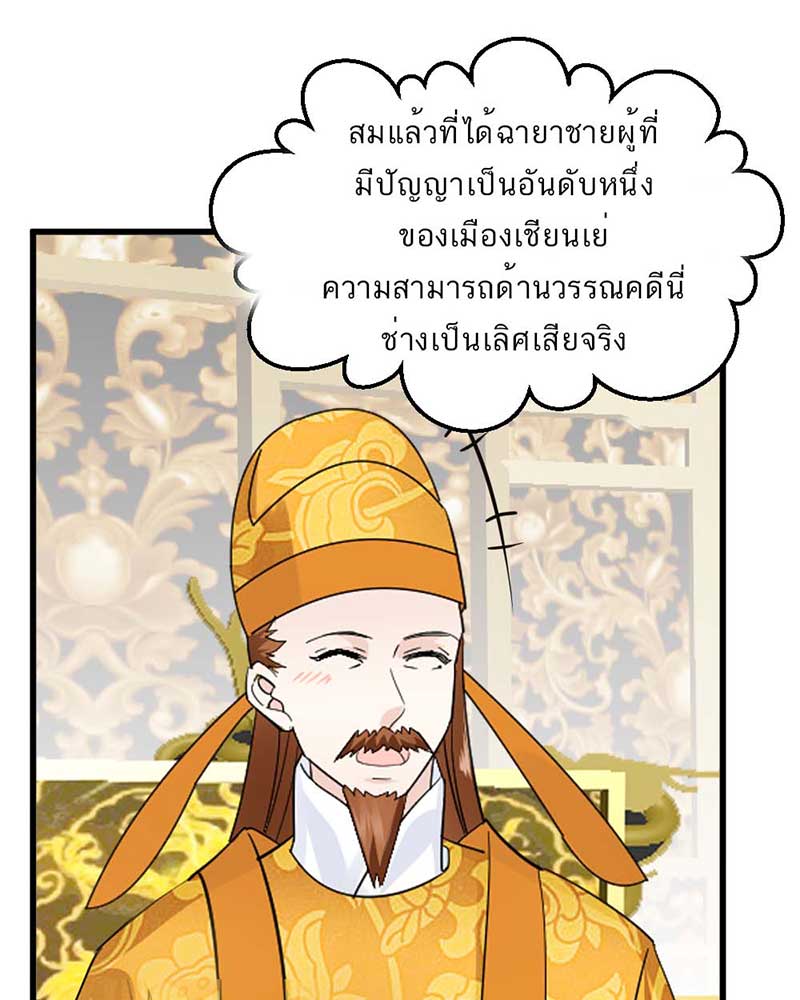 สมแล้วที่ได้ฉายาชายผู้ที่
มีปัญญาเป็นอันดับหนึ่ง
ของเมืองเชียนเย่
ความสามารถด้านวรรณคดีนี่
ช่างเป็นเลิศเสียจริง